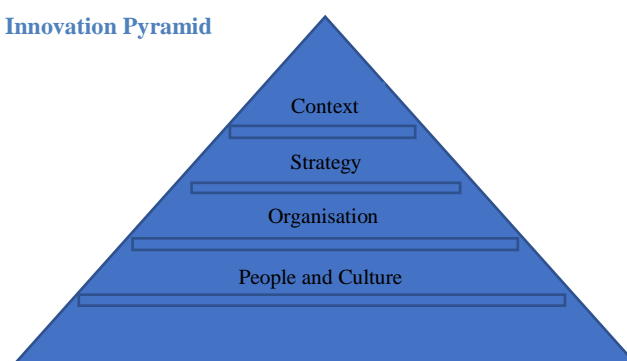 Innovation Pyramid
Context
Strategy
Organisation
People and Culture